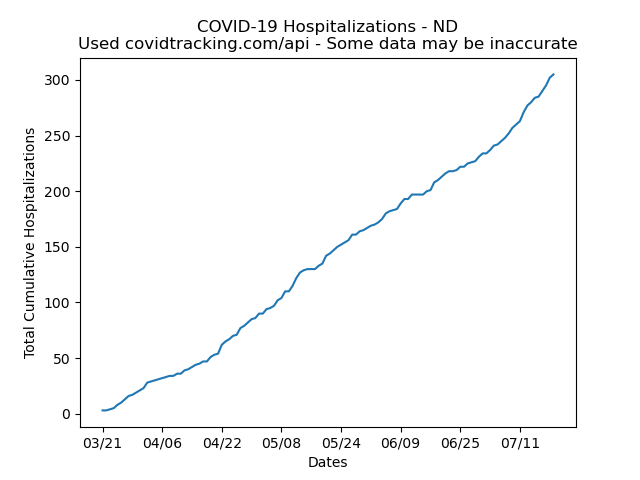 COVID-19 Hospitalizations - ND
Used covidtracking.com/api - Some data may be inaccurate
Total Cumulative Hospitalizations
300
250
200
150
100
50
0
03/21 04/06 04/22 05/08 05/24 06/09 06/25 07/11
Dates